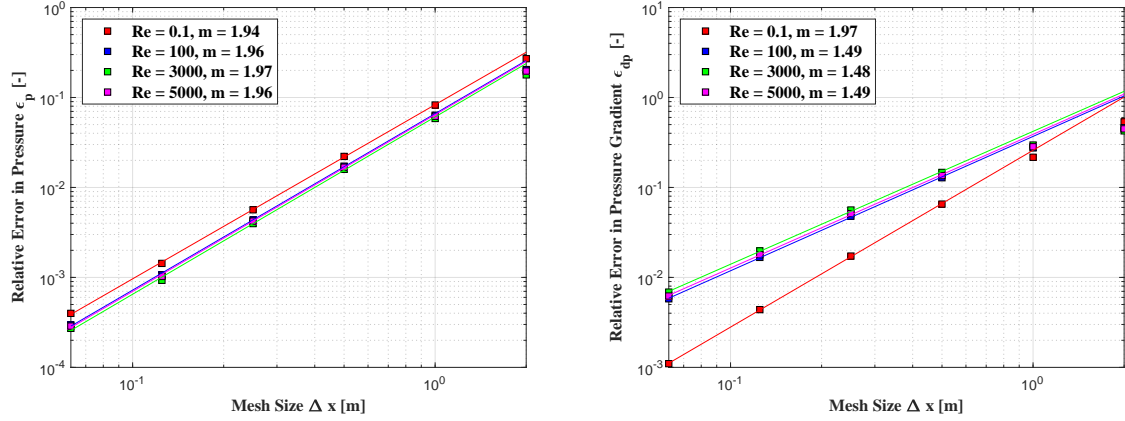 Re = 0.1, m = 1.94
Re = 100, m = 1.96
Re = 3000, m = 1.97
Re = 5000, m = 1.96
10^0
10^-1
10^-2
10^-3
10^-4
Relative Error in Pressure ϵ_p [-]
10^-1
10^0
Mesh Size Δ x [m]
Re = 0.1, m = 1.97
Re = 100, m = 1.49
Re = 3000, m = 1.48
Re = 5000, m = 1.49
10^1
10^0
10^-1
10^-2
10^-3
Relative Error in Pressure Gradient ϵ_dp [-]
10^-1
10^0
Mesh Size Δ x [m]